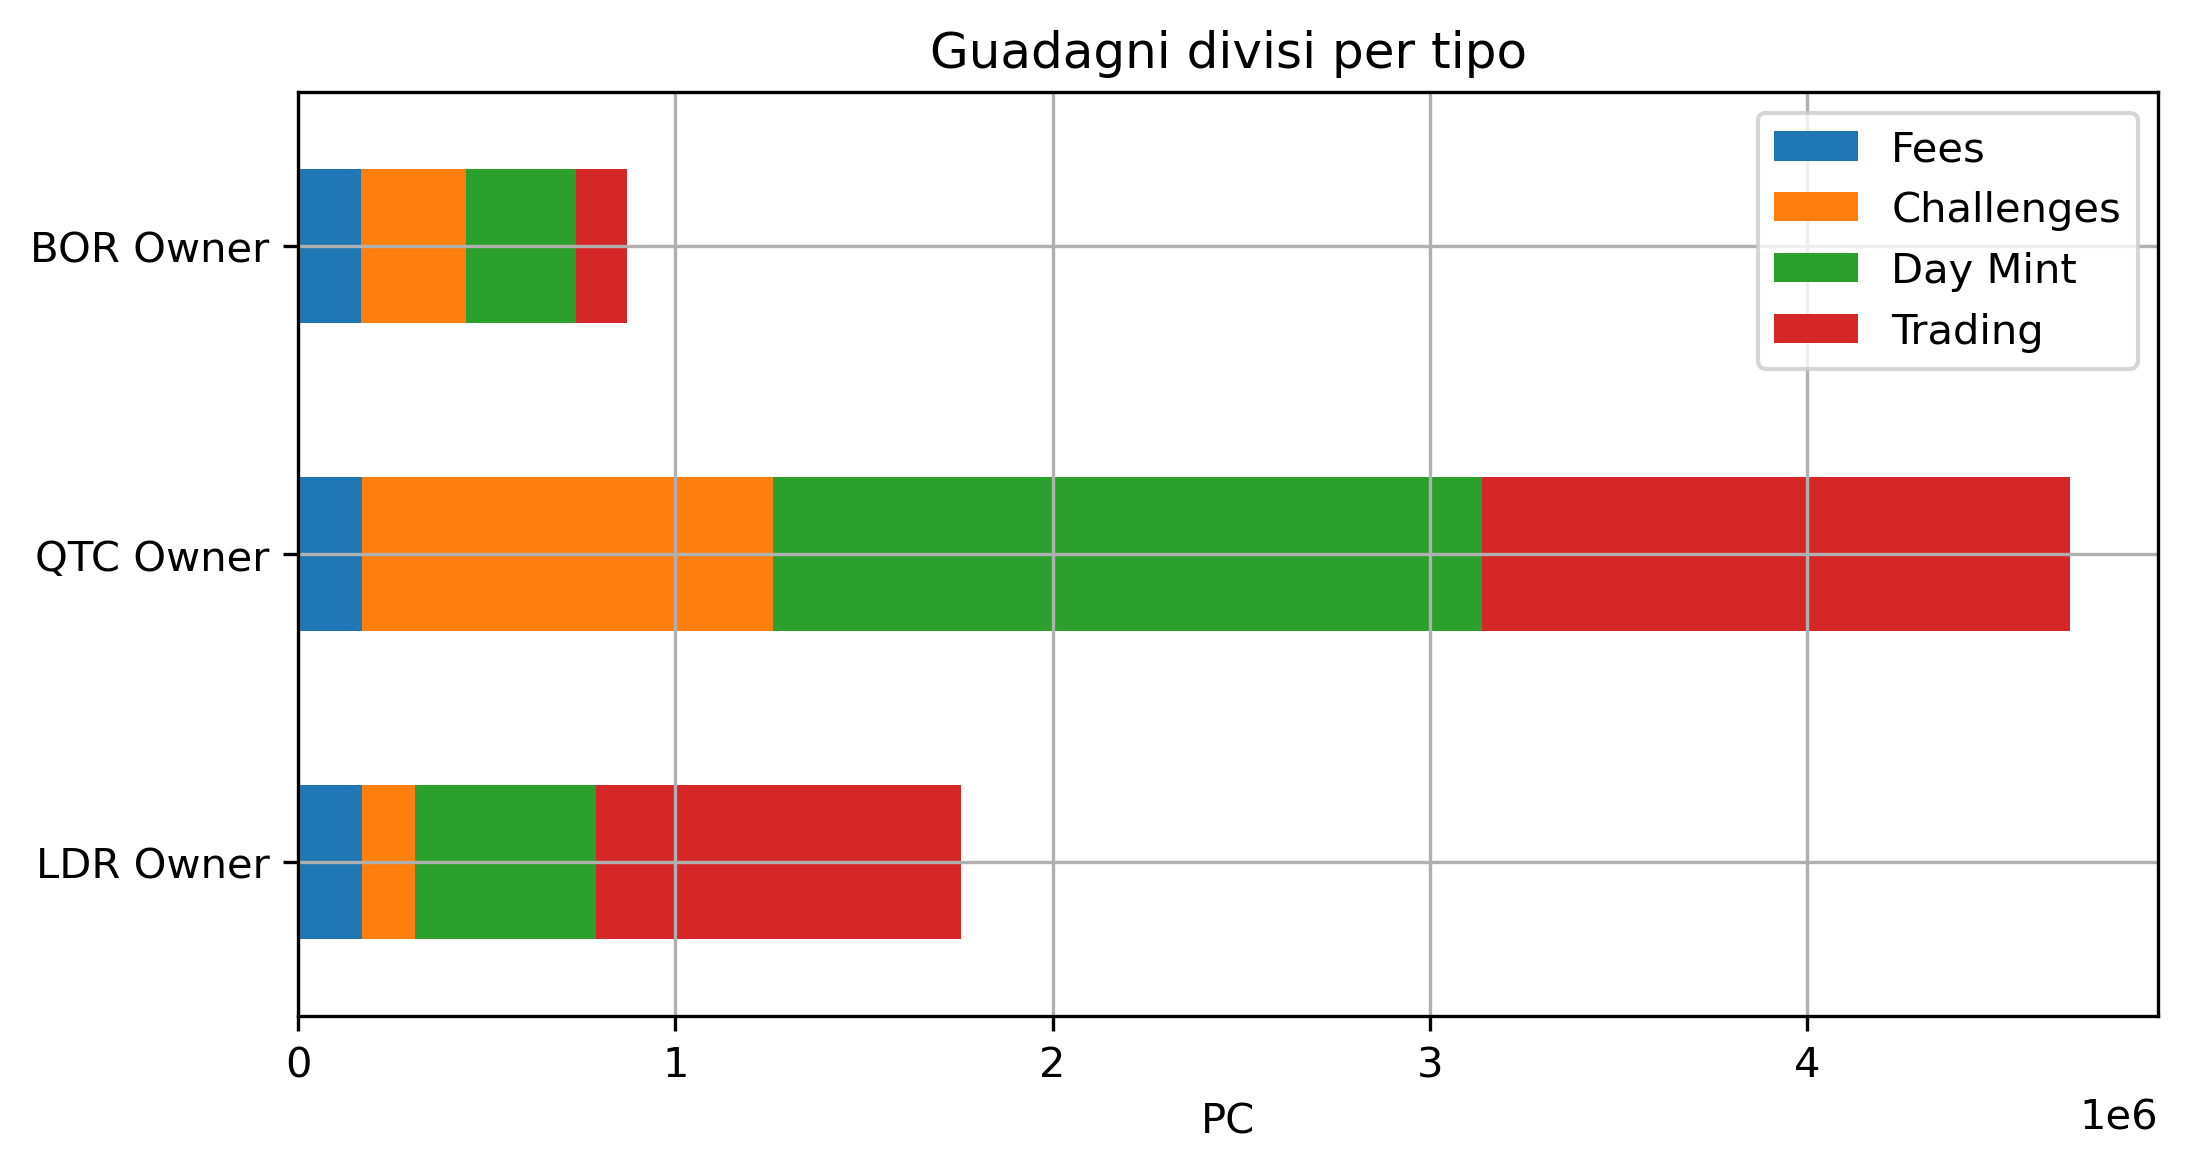 Guadagni divisi per tipo
Fees
Challenges
Day Mint
Trading
BOR Owner
QTC Owner
LDR Owner
0 1 2 3 4
PC
1e6